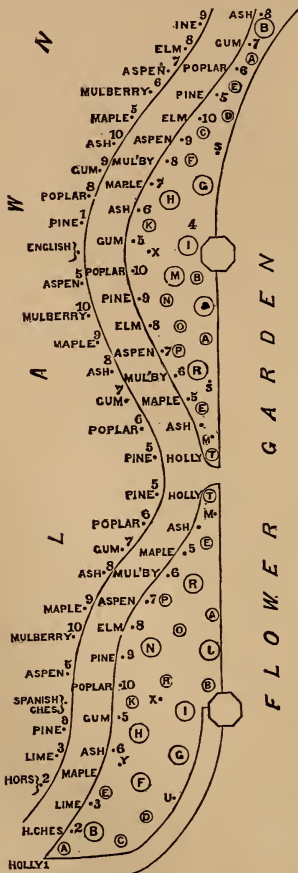 INE 9 ASH 8
B
N ELM 8 GUM 7
A
ASPEN 7 POPLAR 6
E
MULBERRY 6 PINE 5
MAPLE 5 ELM 10 D
ASH 10 ASPEN 9 C
S
GUM 9 MUL'BY 8 F
POPLAR 8 MAPLE 7 G
W ASH 6 H
PINE 1 K 4
ENGLISH GUM 5 X I
ASPEN 5 POPLAR 10 M B
MULBERRY 10 PINE 9 N
ELM 8 O
MAPLE 9 A
ASPEN 7 P
A ASH 8 MUL'BY 6 R
S
GUM 7 MAPLE 5 E
POPLAR 6 ASH M
PINE 5 HOLLY T
PINE 5 HOLLY T
POPLAR 6 ASH M
L GUM 7 MAPLE 5 E
ASH 8 MUL'BY 6 R
MAPLE 9 ASPEN 7 P
A
MULBERRY 10 ELM 8 O
PINE 9 N L
ASPEN 5 POPLAR 10 R B
SPANISH CHES K X
GUM 5 I
PINE 8 H
LIME 3 ASH 6 G
Y
HORS 2 MAPLE F
E U
LIME 3 D
H.CHES 2 B
A C
HOLLY 1
FLOWER GARDEN